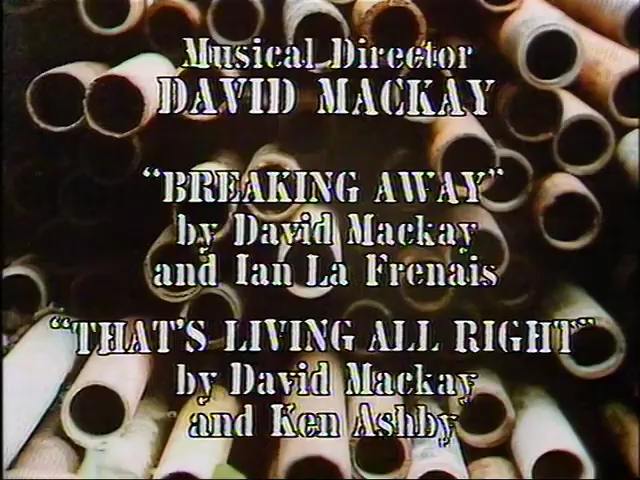 Musical Director
DAVID MACKAY
"BREAKING AWAY"
by David Mackay
and Ian La Frenais
"THAT'S LIVING ALL RIGHT"
by David Mackay
and Ken Ashby